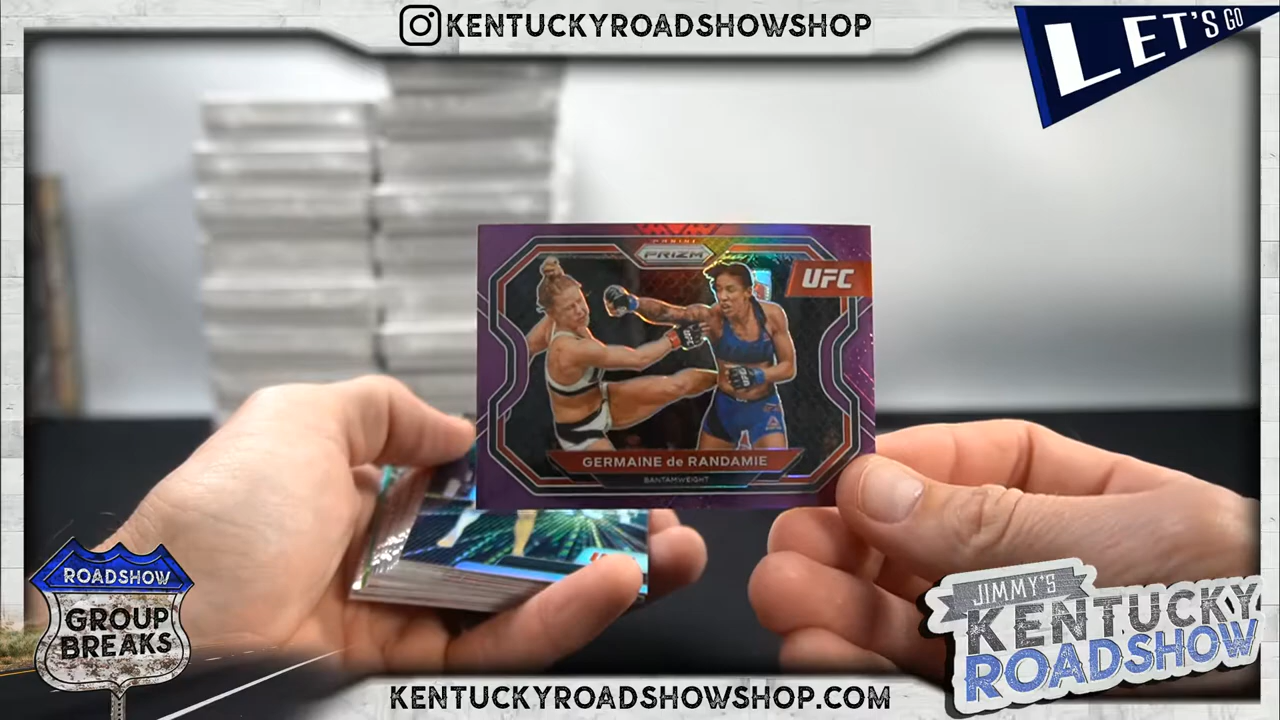 KENTUCKYROADSHOWSHOP
LET'S GO
PANINI
PRIZM
UFC
GERMAINE de RANDAMIE
BANTAMWEIGHT
ROADSHOW
GROUP
BREAKS
JIMMY'S
KENTUCKY
ROADSHOW
KENTUCKYROADSHOWSHOP.COM